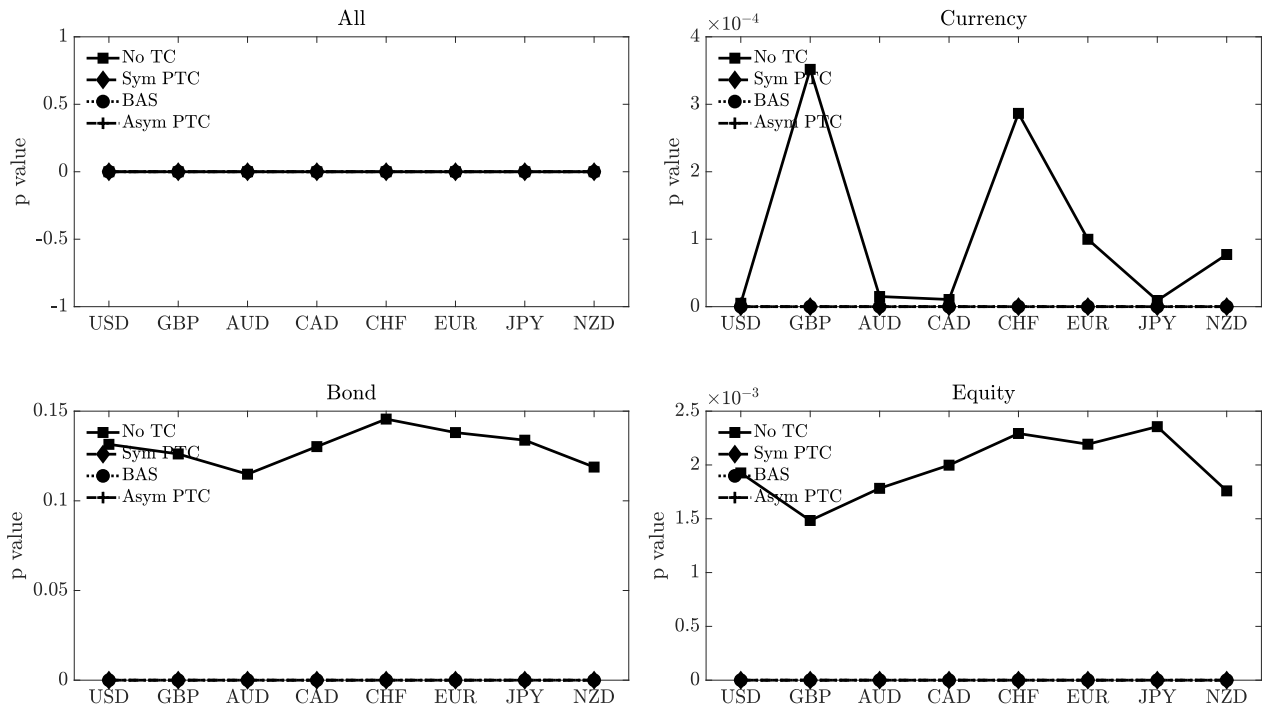 All
1
0.5
0
-0.5
-1
p value
No TC
Sym PTC
BAS
Asym PTC
USD GBP AUD CAD CHF EUR JPY NZD
Currency
×10⁻⁴
4
3
2
1
0
p value
No TC
Sym PTC
BAS
Asym PTC
USD GBP AUD CAD CHF EUR JPY NZD
Bond
0.15
0.1
0.05
0
p value
No TC
Sym PTC
BAS
Asym PTC
USD GBP AUD CAD CHF EUR JPY NZD
Equity
×10⁻³
2.5
2
1.5
1
0.5
0
p value
No TC
Sym PTC
BAS
Asym PTC
USD GBP AUD CAD CHF EUR JPY NZD